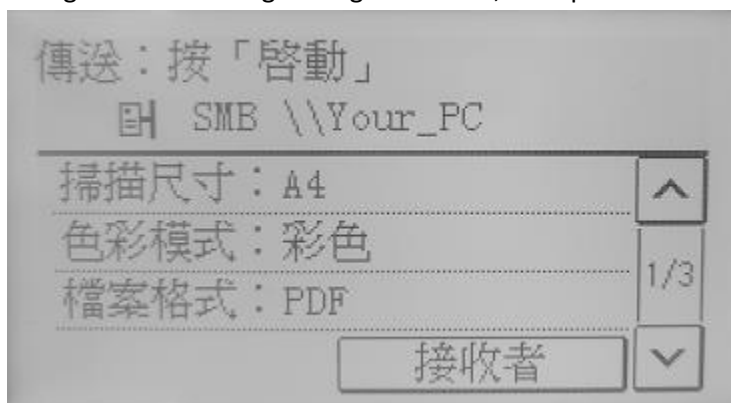 傳送：按「啓動」
SMB \\Your_PC
掃描尺寸：A4
色彩模式：彩色
1/3
檔案格式：PDF
接收者